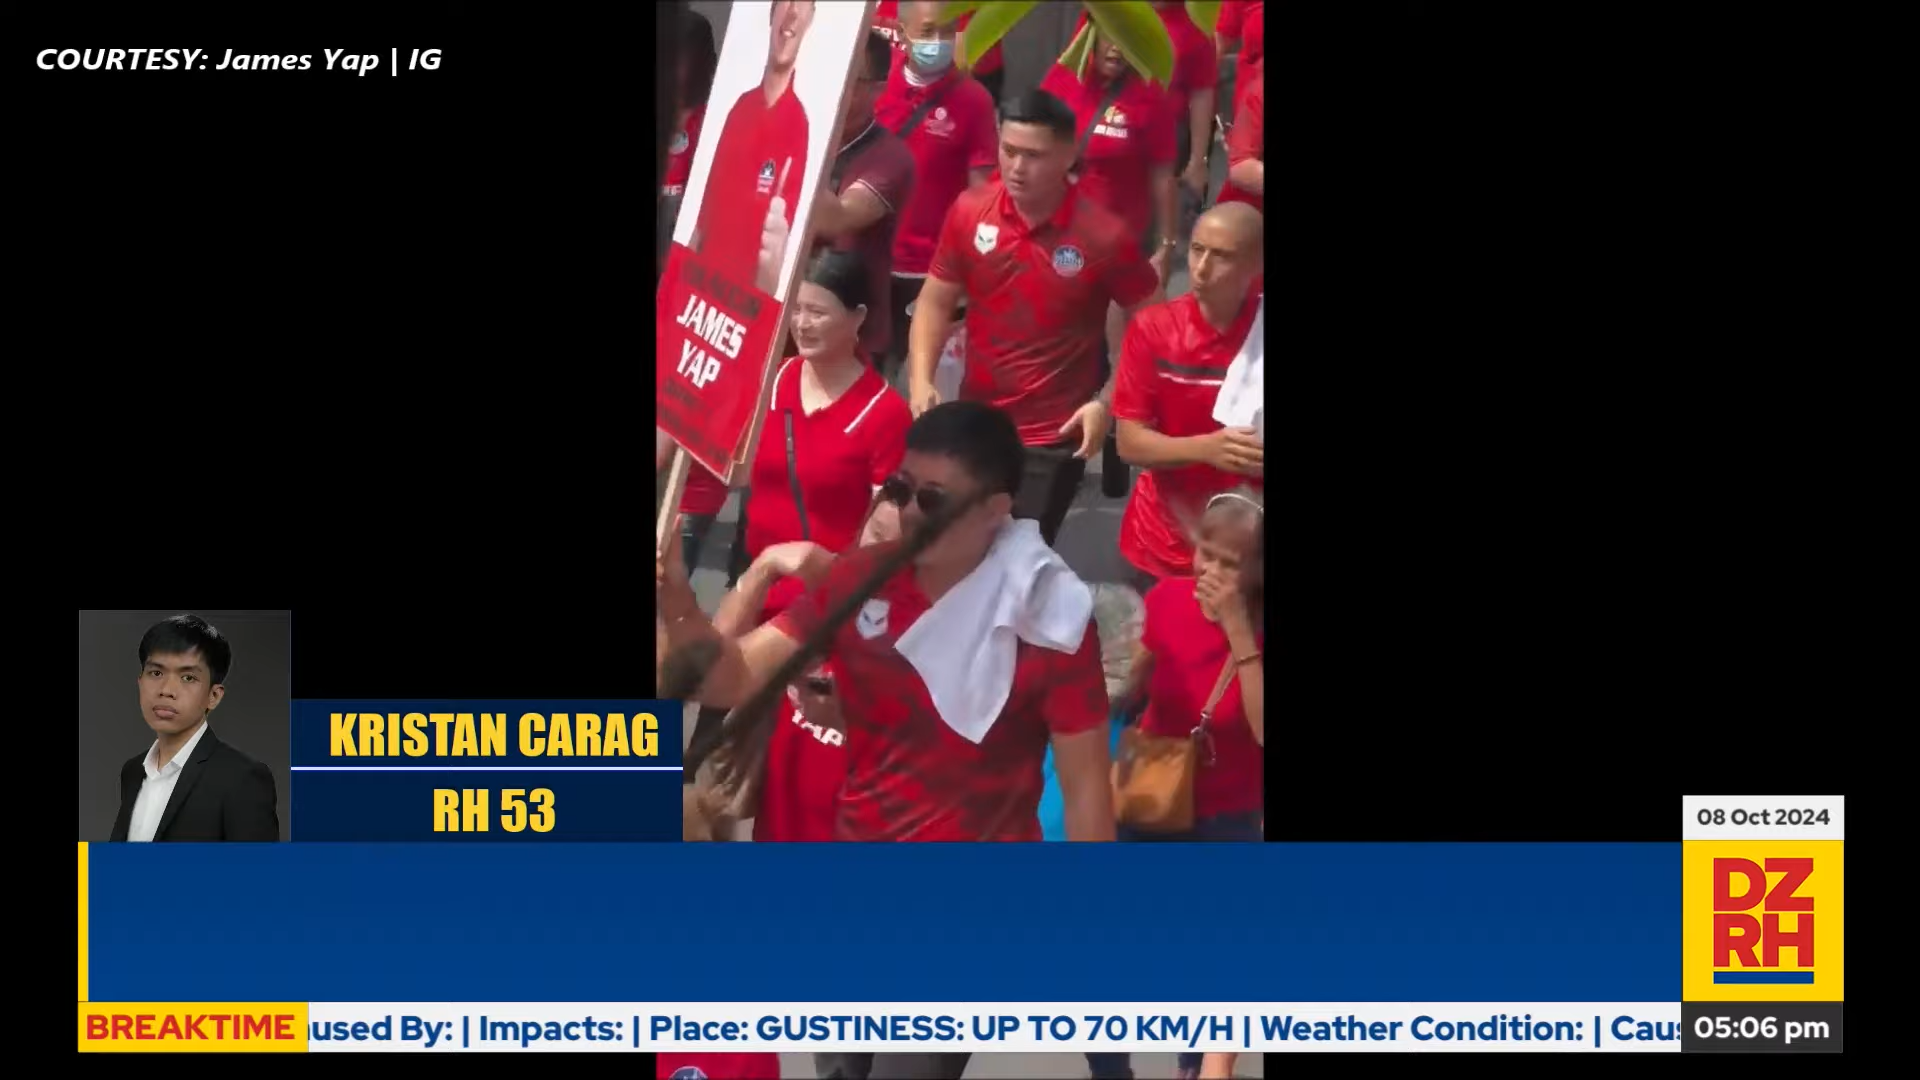 COURTESY: James Yap | IG
JAMES
YAP
YAP
KRISTAN CARAG
RH 53
08 Oct 2024
DZ
RH
BREAKTIME
used By: | Impacts: | Place: GUSTINESS: UP TO 70 KM/H | Weather Condition: | Cau
05:06 pm